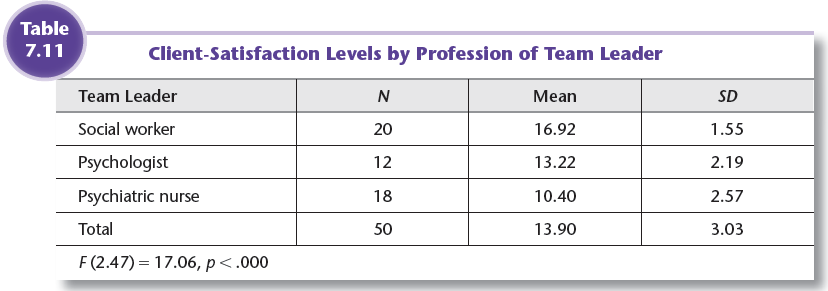 Table
7.11
Client-Satisfaction Levels by Profession of Team Leader
Team Leader N Mean SD
Social worker 20 16.92 1.55
Psychologist 12 13.22 2.19
Psychiatric nurse 18 10.40 2.57
Total 50 13.90 3.03
F (2.47) = 17.06, p < .000